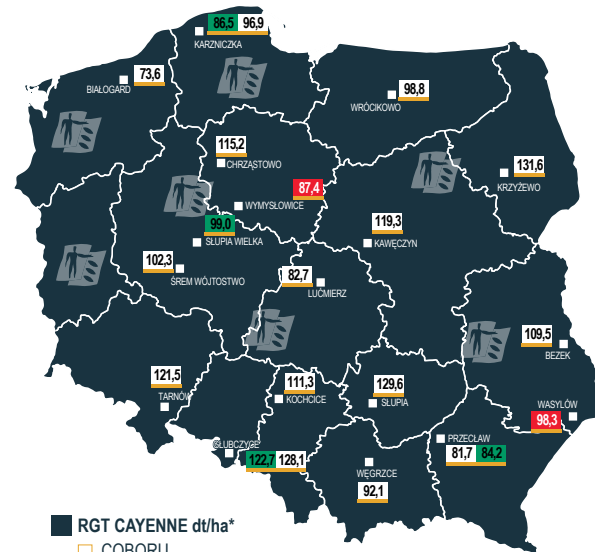 86,5 96,9
KARZNICZKA
73,6
BIAŁOGARD
98,8
WRÓCIKOWO
115,2
CHRZĄSTOWO
131,6
KRZYŻEWO
87,4
WYMYSŁOWICE
99,0
SŁUPIA WIELKA
119,3
KAWĘCZYN
102,3
ŚREM WÓJTOSTWO
82,7
LUĆMIERZ
109,5
BEZEK
121,5
TARNÓW
111,3
KOCHCICE
129,6
SŁUPIA
WASYLÓW
98,3
GŁUBCZYCE
122,7 128,1
PRZECŁAW
81,7 84,2
WĘGRZCE
92,1
RGT CAYENNE dt/ha*
COBORU